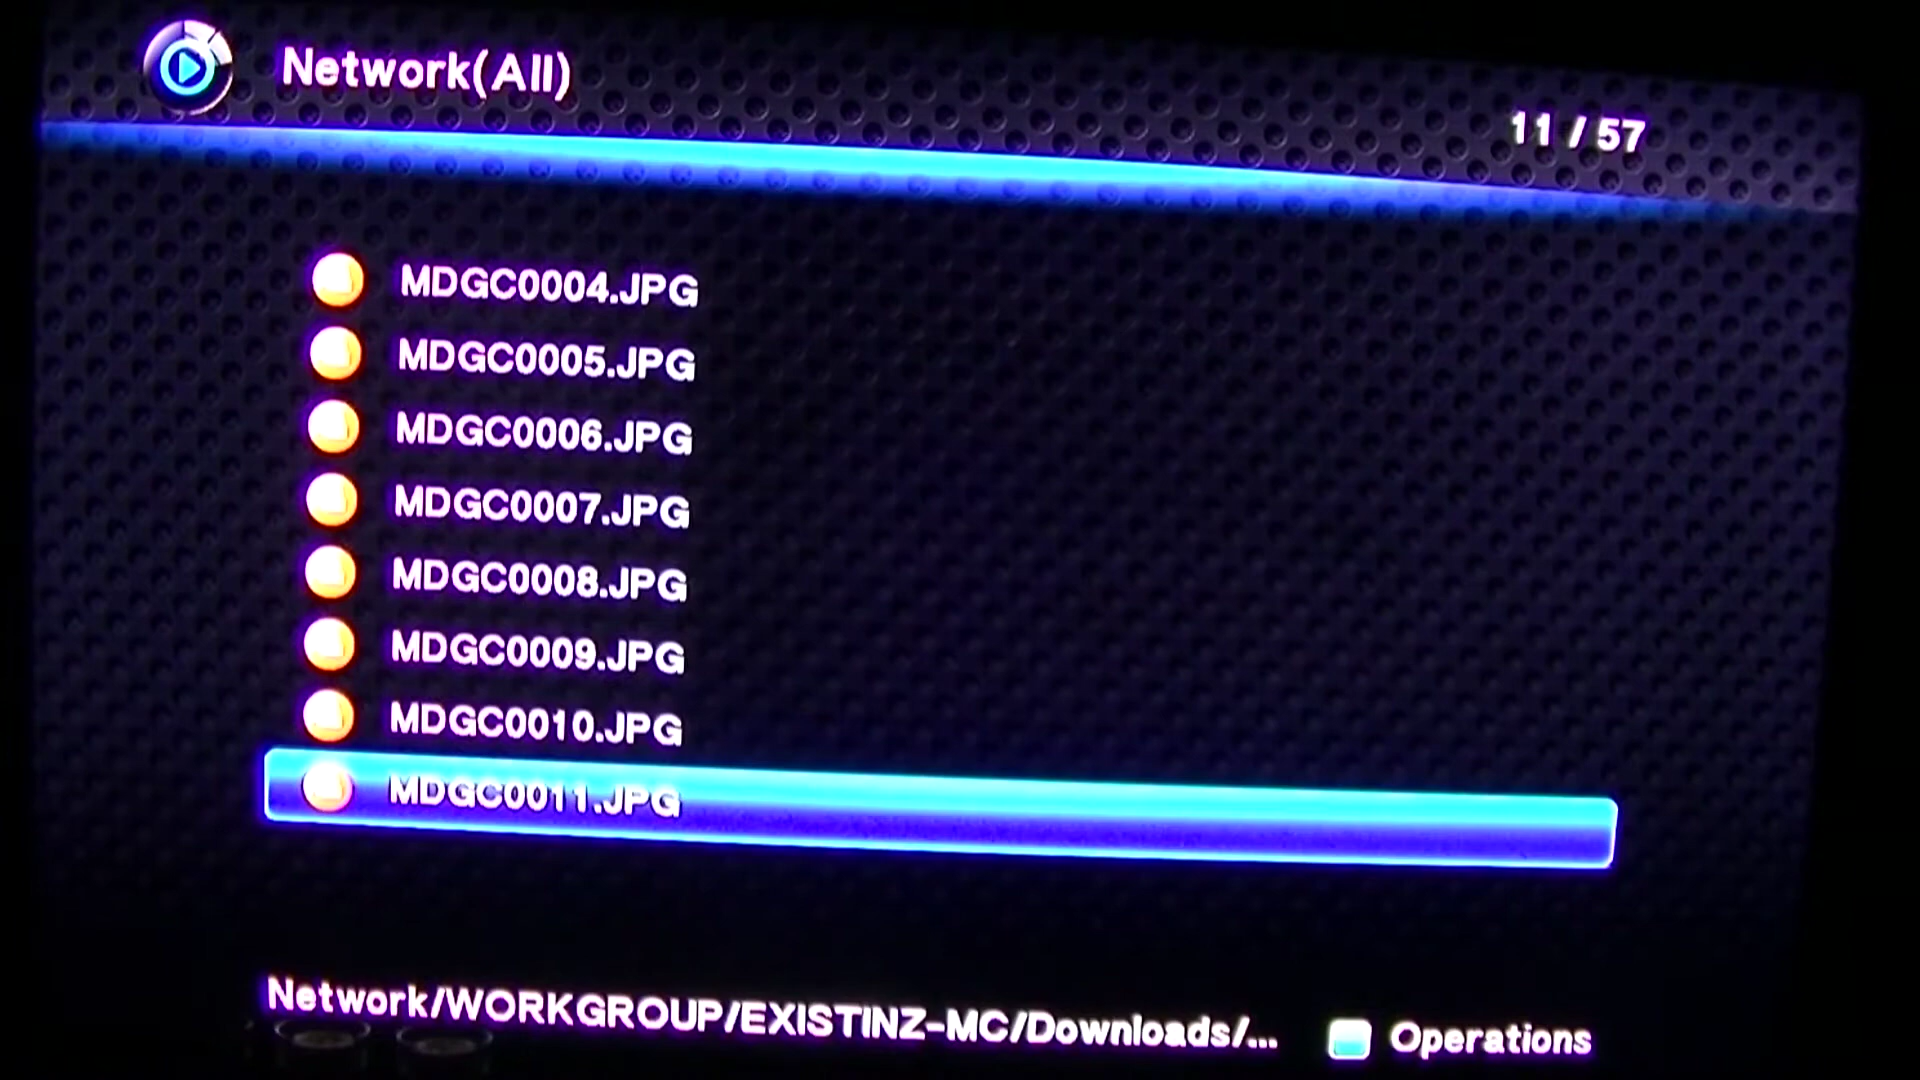 Network(All)
11 / 57
MDGC0004.JPG
MDGC0005.JPG
MDGC0006.JPG
MDGC0007.JPG
MDGC0008.JPG
MDGC0009.JPG
MDGC0010.JPG
MDGC0011.JPG
Network/WORKGROUP/EXISTINZ-MC/Downloads/...
Operations